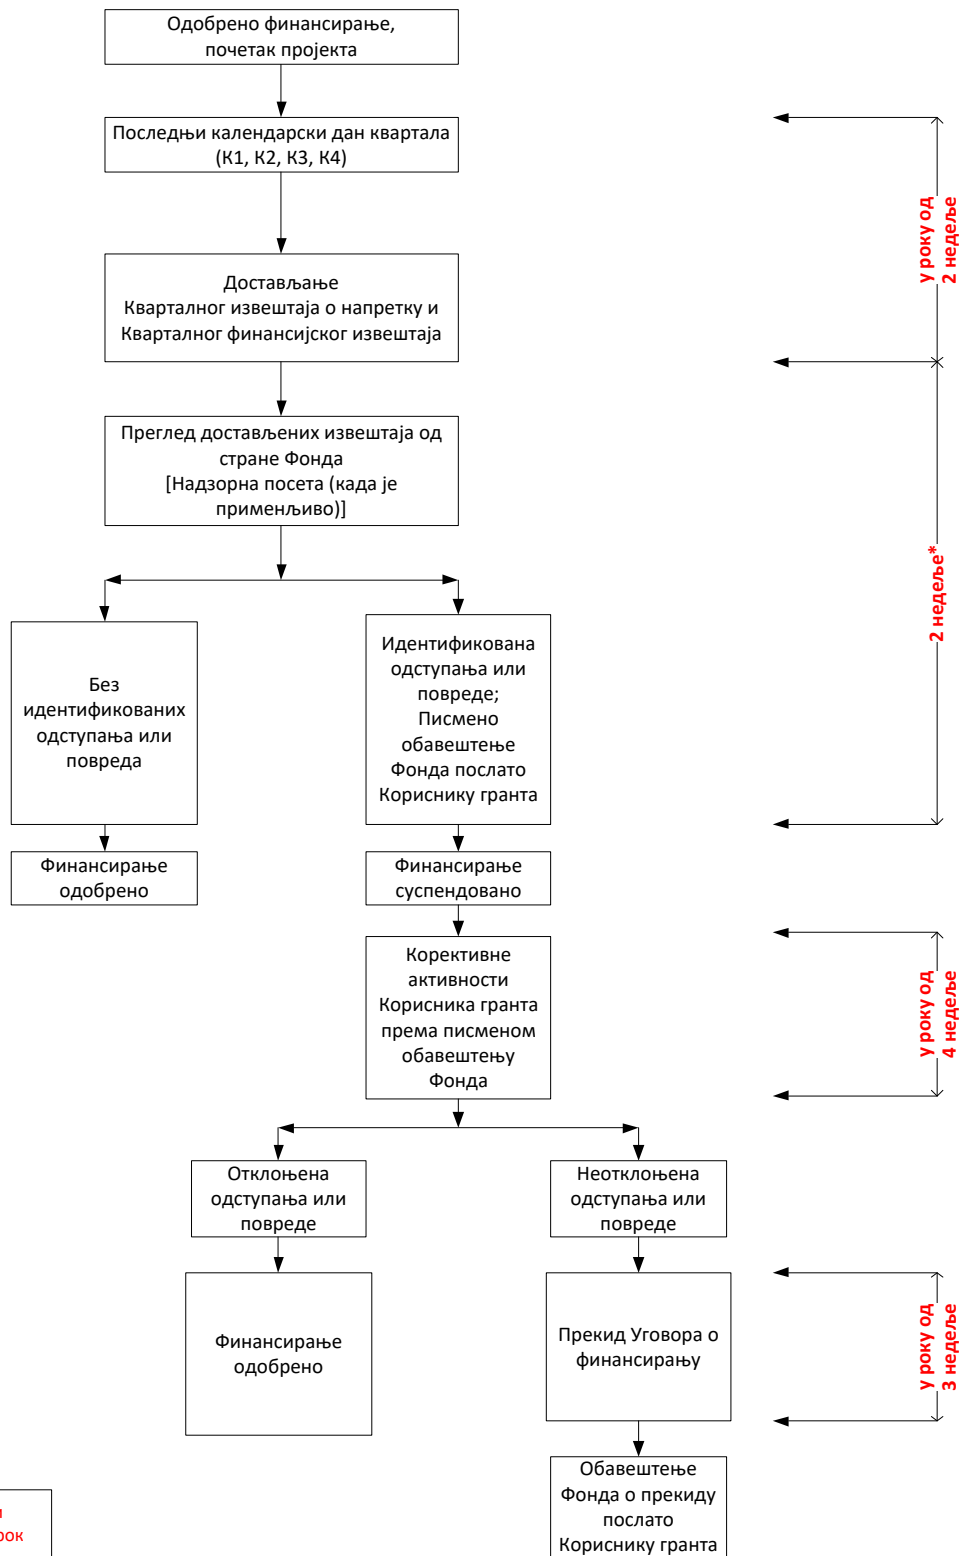 Одобрено финансирање,
почетак пројекта
Последњи календарски дан квартала
(К1, К2, К3, К4)
у року од
2 недеље
Достављање
Кварталног извештаја о напретку и
Кварталног финансијског извештаја
Преглед достављених извештаја од
стране Фонда
[Надзорна посета (када је
применљиво)]
2 недеље*
Без
идентификованих
одступања или
повреда
Идентификована
одступања или
повреде;
Писмено
обавештење
Фонда послато
Кориснику гранта
Финансирање
одобрено
Финансирање
суспендовано
Корективне
активности
Корисника гранта
према писменом
обавештењу
Фонда
у року од
4 недеље
Отклоњена
одступања или
повреде
Неотклоњена
одступања или
повреде
Финансирање
одобрено
Прекид Уговора о
финансирању
у року од
3 недеље
Обавештење
Фонда о прекиду
послато
Кориснику гранта
рок